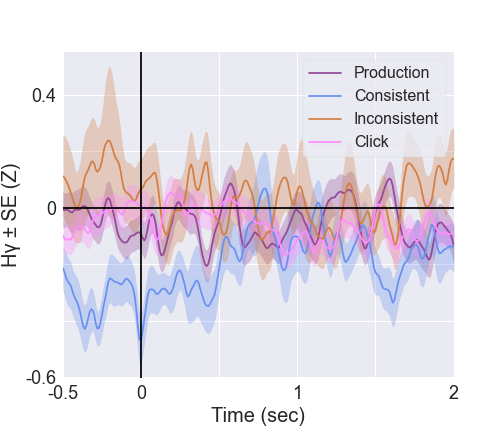 Production
Consistent
Inconsistent
Click
0.4
0
-0.6
Hγ ± SE (Z)
-0.5
0
1
2
Time (sec)